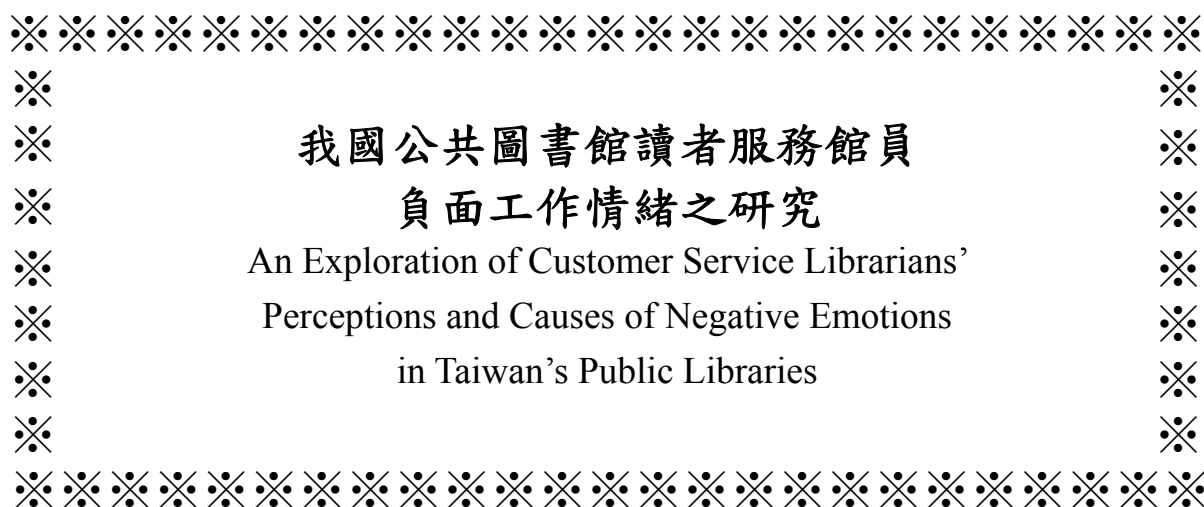 ※※※※※※※※※※※※※※※※※※※※※※※※※
※ ※
※ 我國公共圖書館讀者服務館員 ※
※ 負面工作情緒之研究 ※
※ An Exploration of Customer Service Librarians’ ※
※ Perceptions and Causes of Negative Emotions ※
※ in Taiwan’s Public Libraries ※
※ ※
※※※※※※※※※※※※※※※※※※※※※※※※※